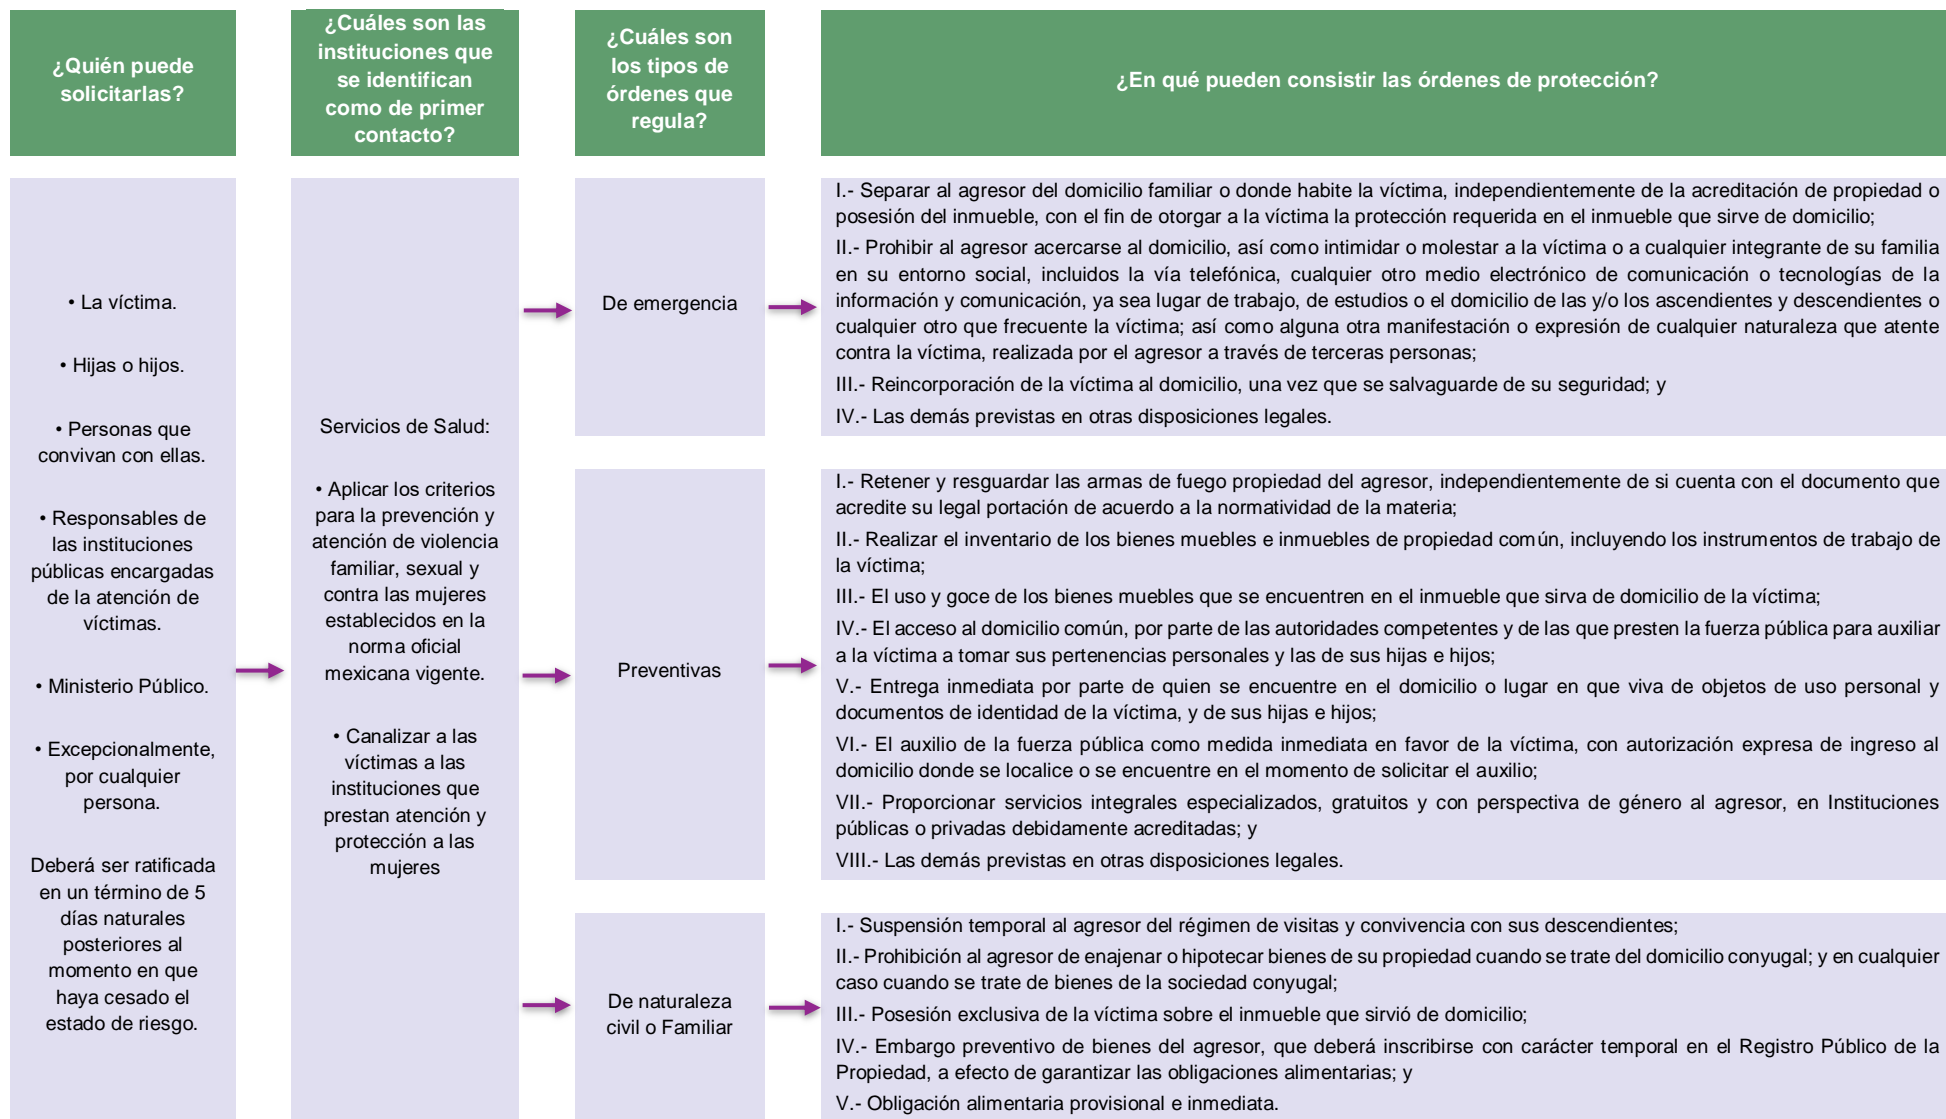 ¿Quién puede
solicitarlas?
¿Cuáles son las
instituciones que
se identifican
como de primer
contacto?
¿Cuáles son
los tipos de
órdenes que
regula?
¿En qué pueden consistir las órdenes de protección?
• La víctima.
• Hijas o hijos.
• Personas que
convivan con ellas.
• Responsables de
las instituciones
públicas encargadas
de la atención de
víctimas.
• Ministerio Público.
• Excepcionalmente,
por cualquier
persona.
Deberá ser ratificada
en un término de 5
días naturales
posteriores al
momento en que
haya cesado el
estado de riesgo.
Servicios de Salud:
• Aplicar los criterios
para la prevención y
atención de violencia
familiar, sexual y
contra las mujeres
establecidos en la
norma oficial
mexicana vigente.
• Canalizar a las
víctimas a las
instituciones que
prestan atención y
protección a las
mujeres
De emergencia
I.- Separar al agresor del domicilio familiar o donde habite la víctima, independientemente de la acreditación de propiedad o
posesión del inmueble, con el fin de otorgar a la víctima la protección requerida en el inmueble que sirve de domicilio;
II.- Prohibir al agresor acercarse al domicilio, así como intimidar o molestar a la víctima o a cualquier integrante de su familia
en su entorno social, incluidos la vía telefónica, cualquier otro medio electrónico de comunicación o tecnologías de la
información y comunicación, ya sea lugar de trabajo, de estudios o el domicilio de las y/o los ascendientes y descendientes o
cualquier otro que frecuente la víctima; así como alguna otra manifestación o expresión de cualquier naturaleza que atente
contra la víctima, realizada por el agresor a través de terceras personas;
III.- Reincorporación de la víctima al domicilio, una vez que se salvaguarde de su seguridad; y
IV.- Las demás previstas en otras disposiciones legales.
Preventivas
I.- Retener y resguardar las armas de fuego propiedad del agresor, independientemente de si cuenta con el documento que
acredite su legal portación de acuerdo a la normatividad de la materia;
II.- Realizar el inventario de los bienes muebles e inmuebles de propiedad común, incluyendo los instrumentos de trabajo de
la víctima;
III.- El uso y goce de los bienes muebles que se encuentren en el inmueble que sirva de domicilio de la víctima;
IV.- El acceso al domicilio común, por parte de las autoridades competentes y de las que presten la fuerza pública para auxiliar
a la víctima a tomar sus pertenencias personales y las de sus hijas e hijos;
V.- Entrega inmediata por parte de quien se encuentre en el domicilio o lugar en que viva de objetos de uso personal y
documentos de identidad de la víctima, y de sus hijas e hijos;
VI.- El auxilio de la fuerza pública como medida inmediata en favor de la víctima, con autorización expresa de ingreso al
domicilio donde se localice o se encuentre en el momento de solicitar el auxilio;
VII.- Proporcionar servicios integrales especializados, gratuitos y con perspectiva de género al agresor, en Instituciones
públicas o privadas debidamente acreditadas; y
VIII.- Las demás previstas en otras disposiciones legales.
De naturaleza
civil o Familiar
I.- Suspensión temporal al agresor del régimen de visitas y convivencia con sus descendientes;
II.- Prohibición al agresor de enajenar o hipotecar bienes de su propiedad cuando se trate del domicilio conyugal; y en cualquier
caso cuando se trate de bienes de la sociedad conyugal;
III.- Posesión exclusiva de la víctima sobre el inmueble que sirvió de domicilio;
IV.- Embargo preventivo de bienes del agresor, que deberá inscribirse con carácter temporal en el Registro Público de la
Propiedad, a efecto de garantizar las obligaciones alimentarias; y
V.- Obligación alimentaria provisional e inmediata.